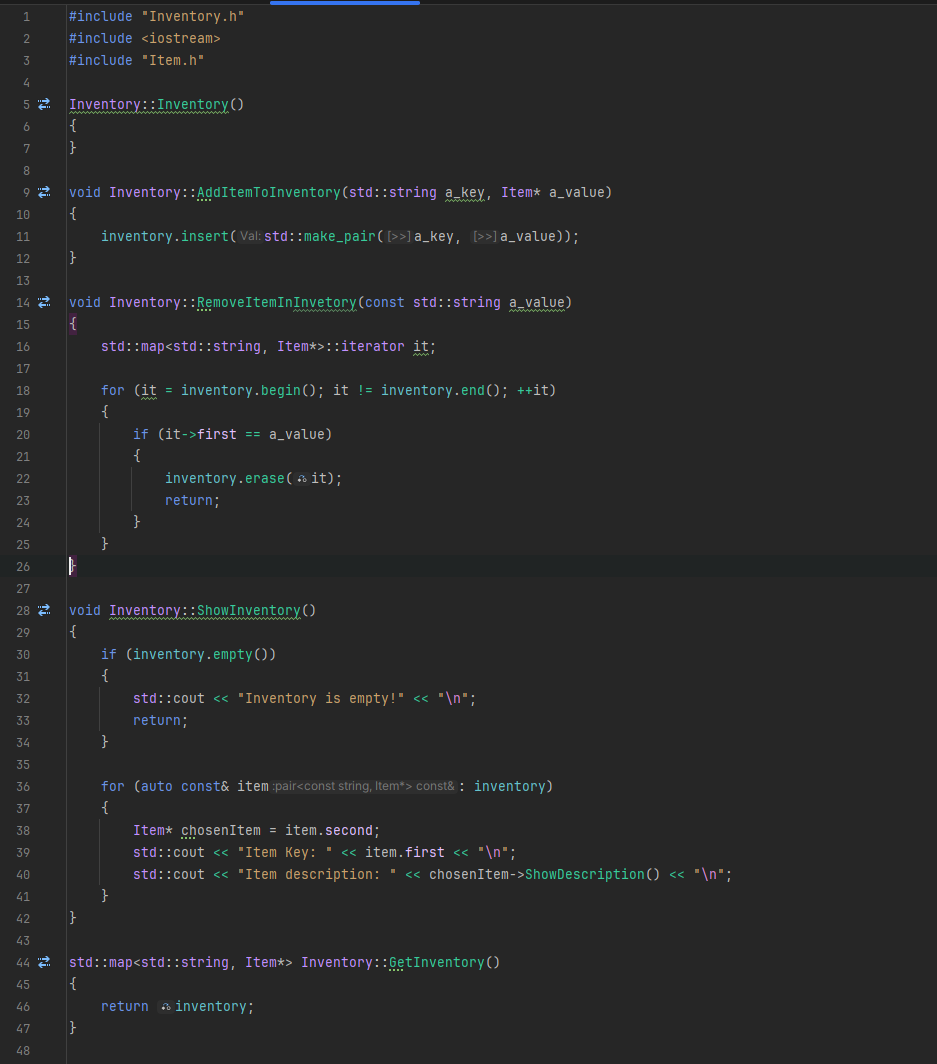 1 #include "Inventory.h"
2 #include <iostream>
3 #include "Item.h"
4
5 Inventory::Inventory()
6 {
7 }
8
9 void Inventory::AddItemToInventory(std::string a_key, Item* a_value)
10 {
11     inventory.insert(Val: std::make_pair([>>] a_key, [>>] a_value));
12 }
13
14 void Inventory::RemoveItemInInvetory(const std::string a_value)
15 {
16     std::map<std::string, Item*>::iterator it;
17
18     for (it = inventory.begin(); it != inventory.end(); ++it)
19     {
20         if (it->first == a_value)
21         {
22             inventory.erase(it);
23             return;
24         }
25     }
26 }
27
28 void Inventory::ShowInventory()
29 {
30     if (inventory.empty())
31     {
32         std::cout << "Inventory is empty!" << "\n";
33         return;
34     }
35
36     for (auto const& item :pair<const string, Item*> const& : inventory)
37     {
38         Item* chosenItem = item.second;
39         std::cout << "Item Key: " << item.first << "\n";
40         std::cout << "Item description: " << chosenItem->ShowDescription() << "\n";
41     }
42 }
43
44 std::map<std::string, Item*> Inventory::GetInventory()
45 {
46     return inventory;
47 }
48